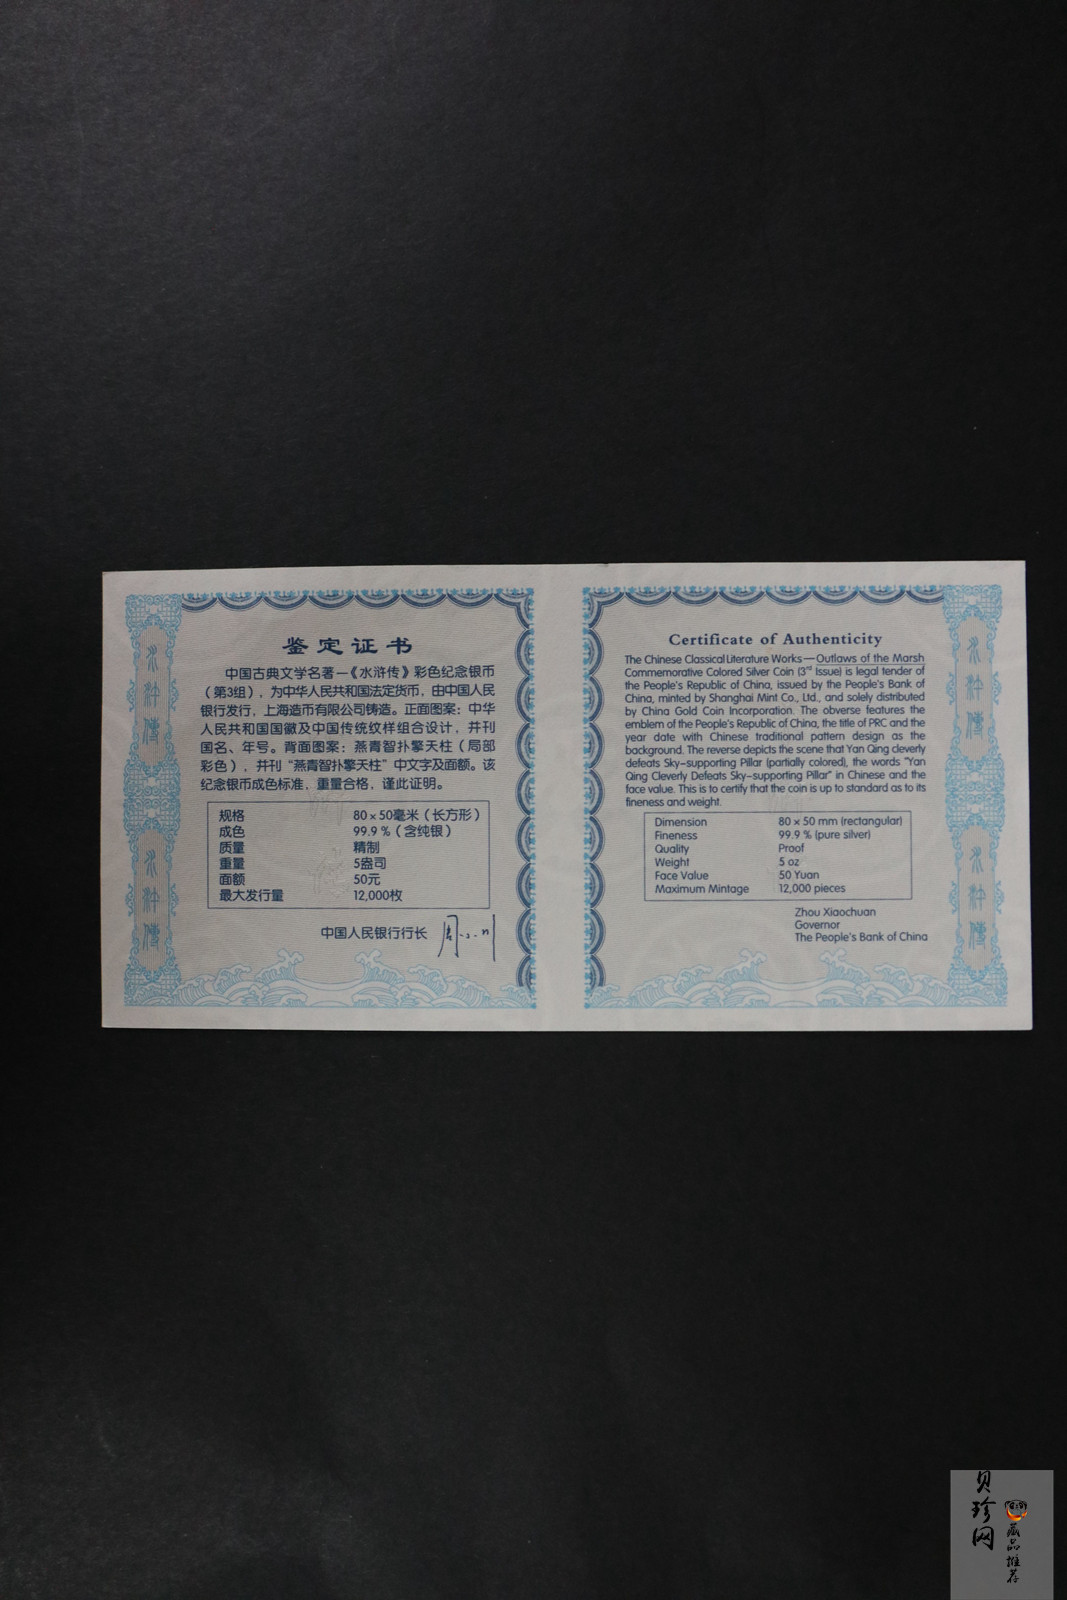 鉴定证书
中国古典文学名著—《水浒传》彩色纪念银币
（第3组），为中华人民共和国法定货币，由中国人民
银行发行，上海造币有限公司铸造。正面图案：中华
人民共和国国徽及中国传统纹样组合设计，并刊
国名、年号。背面图案：燕青智扑擎天柱（局部
彩色），并刊“燕青智扑擎天柱”中文字及面额。该
纪念银币成色标准，重量合格，谨此证明。
规格 80×50毫米（长方形）
成色 99.9％（含纯银）
质量 精制
重量 5盎司
面额 50元
最大发行量 12,000枚
中国人民银行行长
Certificate of Authenticity
The Chinese Classical Literature Works—Outlaws of the Marsh
Commemorative Colored Silver Coin (3rd Issue) is legal tender of
the People's Republic of China, issued by the People's Bank of
China, minted by Shanghai Mint Co., Ltd., and solely distributed
by China Gold Coin Incorporation. The obverse features the
emblem of the People's Republic of China, the title of PRC and the
year date with Chinese traditional pattern design as the
background. The reverse depicts the scene that Yan Qing cleverly
defeats Sky-supporting Pillar (partially colored), the words "Yan
Qing Cleverly Defeats Sky-supporting Pillar" in Chinese and the
face value. This is to certify that the coin is up to standard as to its
fineness and weight.
Dimension 80×50 mm (rectangular)
Fineness 99.9 % (pure silver)
Quality Proof
Weight 5 oz
Face Value 50 Yuan
Maximum Mintage 12,000 pieces
Zhou Xiaochuan
Governor
The People's Bank of China
水浒傳
水浒傳
水浒傳
水浒傳
贝珍网
藏品推荐